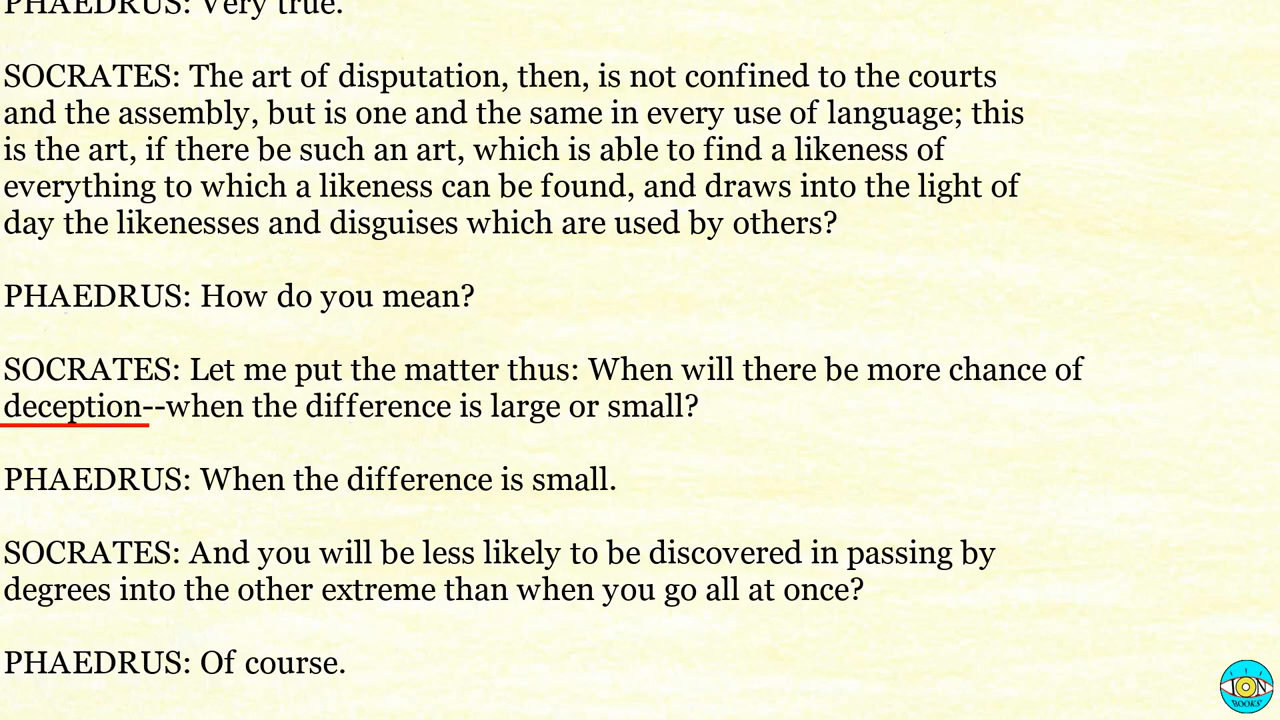 PHAEDRUS: Very true.
SOCRATES: The art of disputation, then, is not confined to the courts
and the assembly, but is one and the same in every use of language; this
is the art, if there be such an art, which is able to find a likeness of
everything to which a likeness can be found, and draws into the light of
day the likenesses and disguises which are used by others?
PHAEDRUS: How do you mean?
SOCRATES: Let me put the matter thus: When will there be more chance of
deception--when the difference is large or small?
PHAEDRUS: When the difference is small.
SOCRATES: And you will be less likely to be discovered in passing by
degrees into the other extreme than when you go all at once?
PHAEDRUS: Of course.
ION
BOOKS